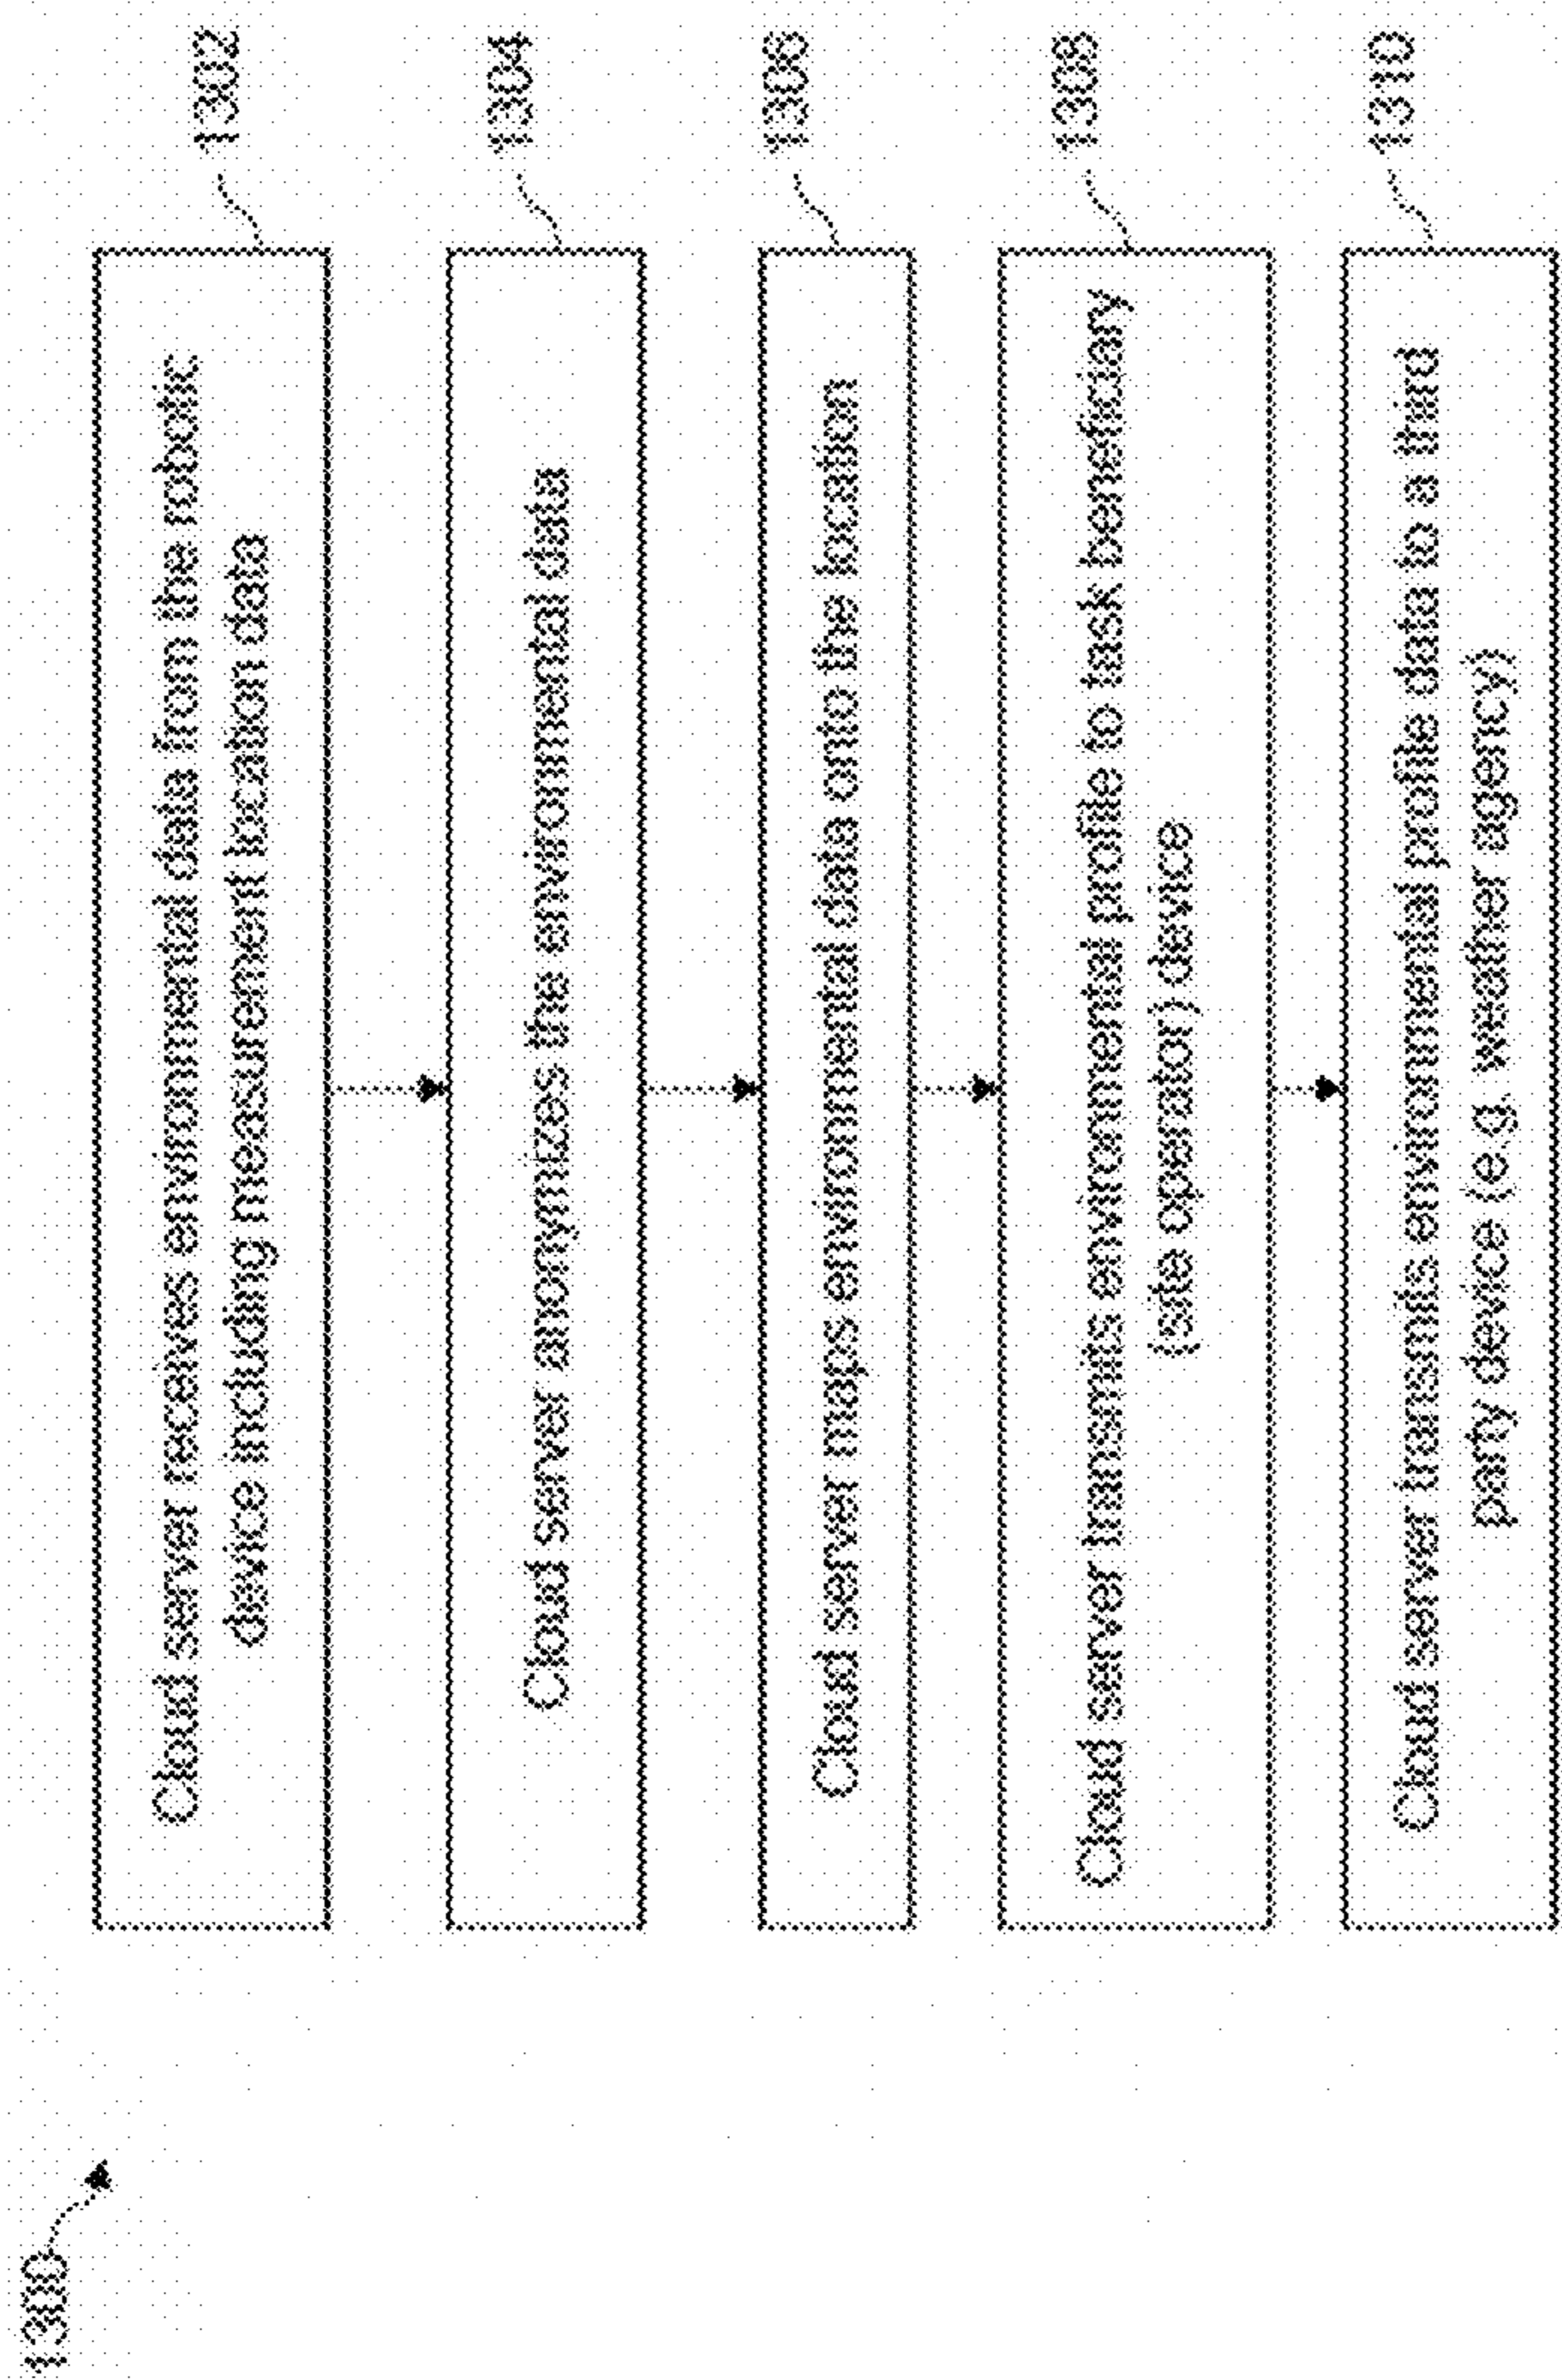 1300
Cloud server receives environmental data from the robotic
device including measurement location data
1302
Cloud server anonymizes the environmental data
1304
Cloud server maps environmental data onto the location
1306
Cloud server transmits environmental profile to task beneficiary
(site operator) device
1308
Cloud server transmits environmental profile data to a third
party device (e.g. weather agency)
1310